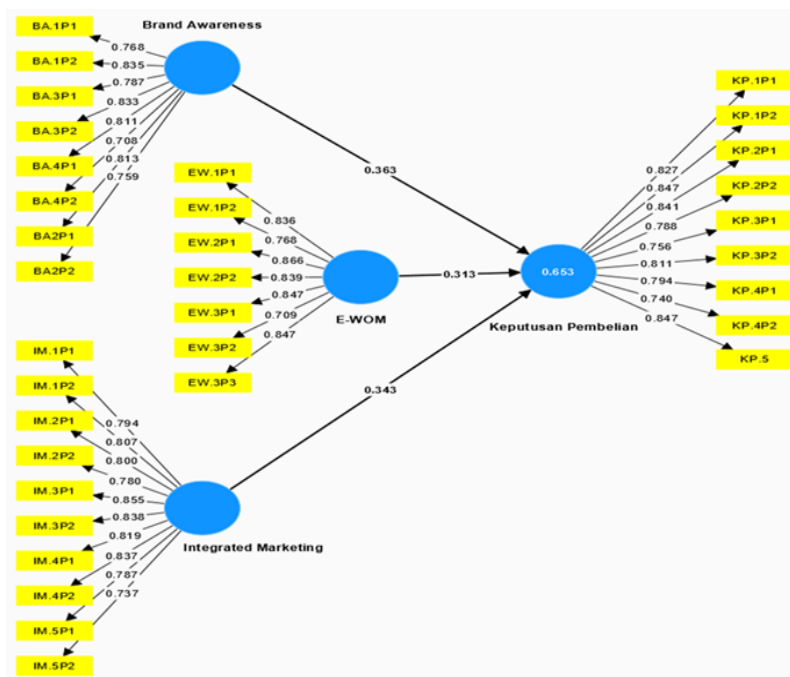 Brand Awareness
BA.1P1
BA.1P2
BA.3P1
BA.3P2
BA.4P1
BA.4P2
BA2P1
BA2P2
0.768
0.835
0.787
0.833
0.811
0.708
0.813
0.759
0.363
EW.1P1
EW.1P2
EW.2P1
EW.2P2
EW.3P1
EW.3P2
EW.3P3
0.836
0.768
0.866
0.839
0.847
0.709
0.847
E-WOM
0.313
IM.1P1
IM.1P2
IM.2P1
IM.2P2
IM.3P1
IM.3P2
IM.4P1
IM.4P2
IM.5P1
IM.5P2
0.794
0.807
0.800
0.780
0.855
0.838
0.819
0.837
0.787
0.737
Integrated Marketing
0.343
0.653
Keputusan Pembelian
0.827
0.847
0.841
0.788
0.756
0.811
0.794
0.740
0.847
KP.1P1
KP.1P2
KP.2P1
KP.2P2
KP.3P1
KP.3P2
KP.4P1
KP.4P2
KP.5